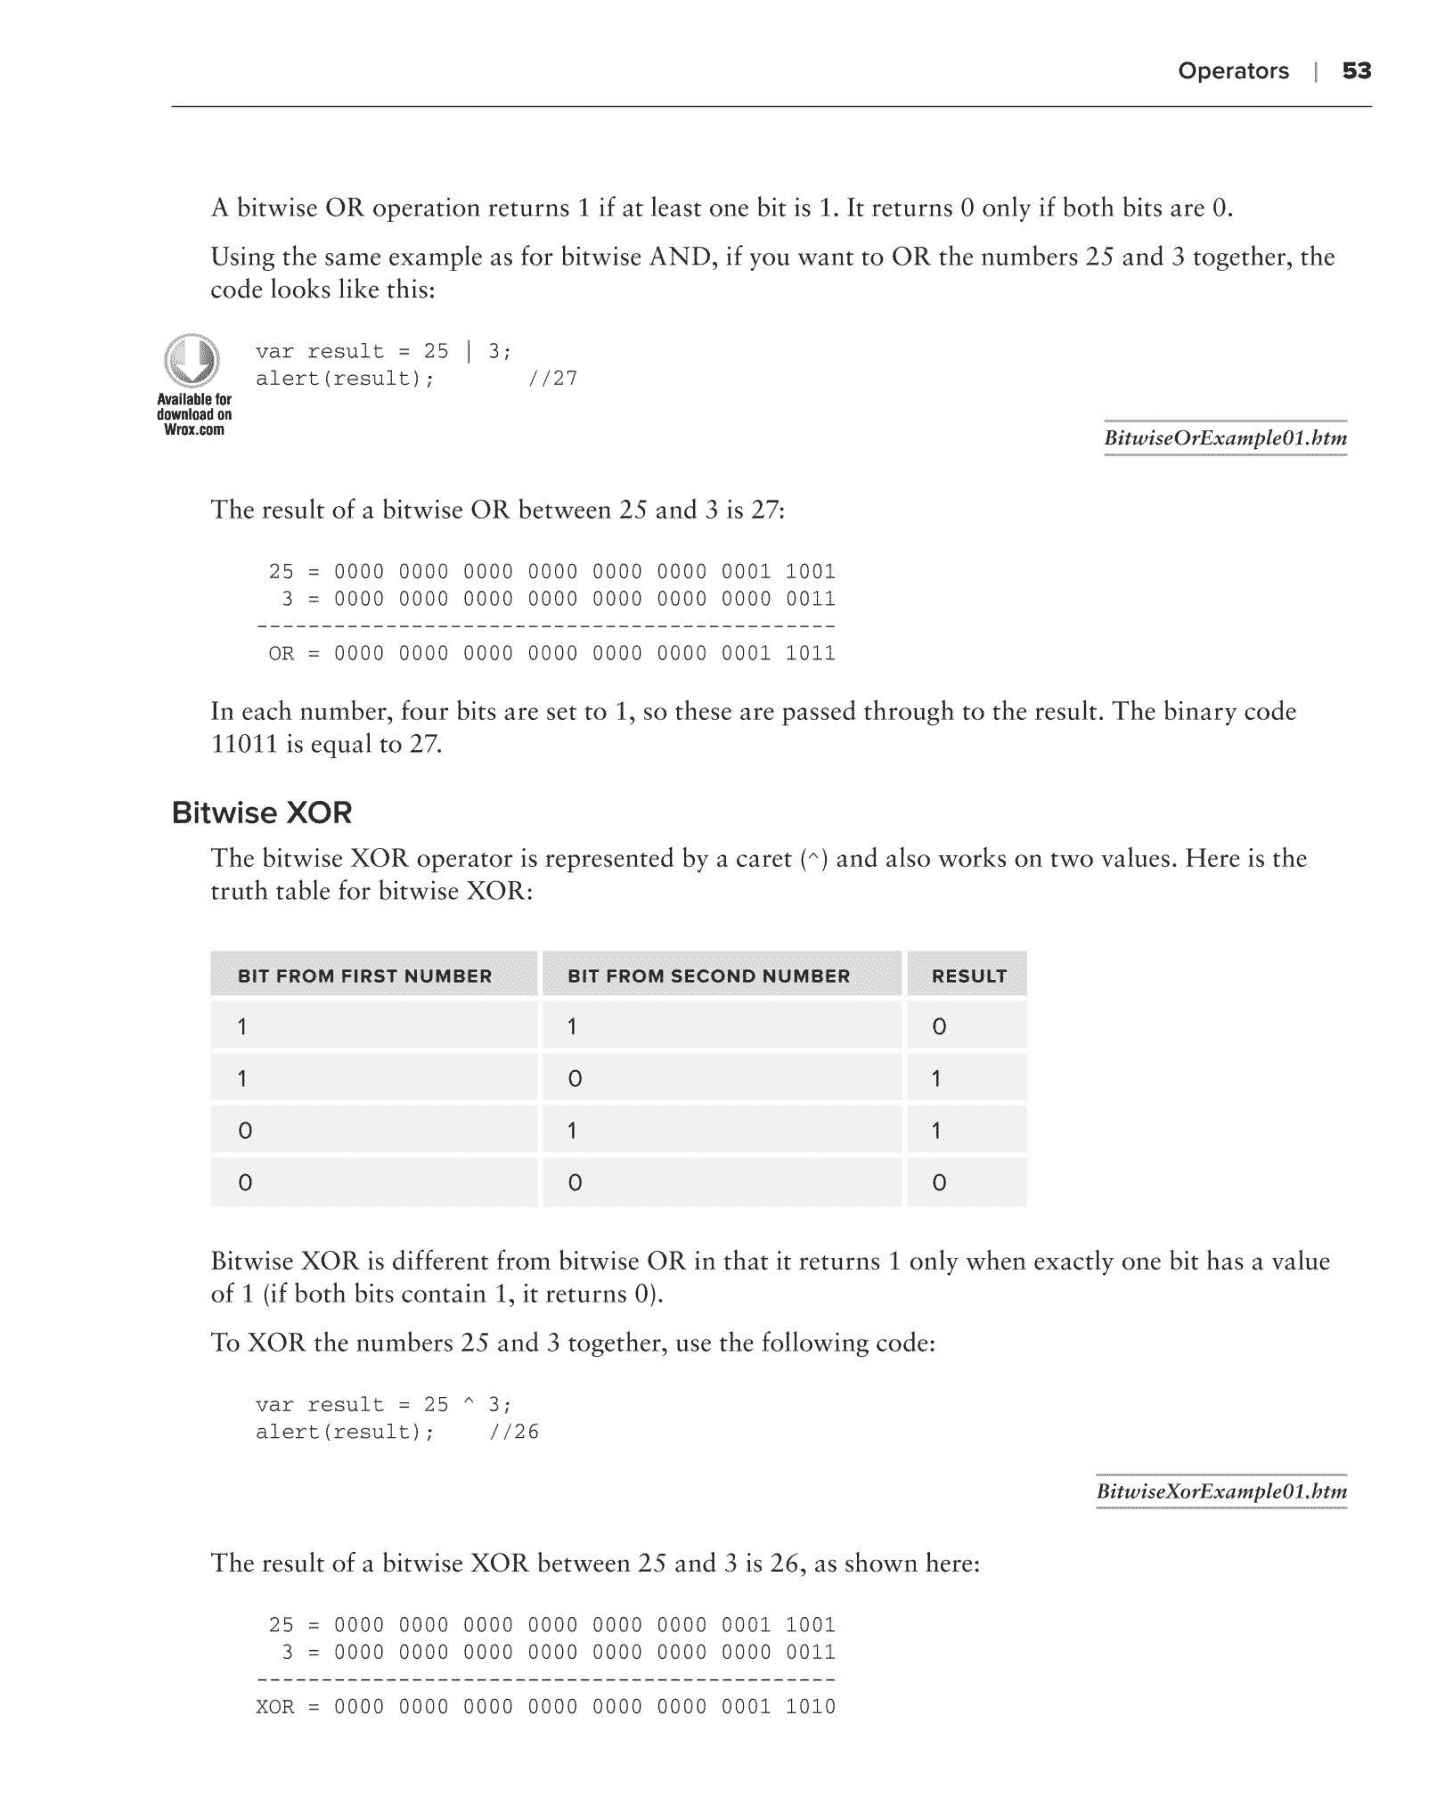 Operators | 53
A bitwise OR operation returns 1 if at least one bit is 1. It returns 0 only if both bits are 0.
Using the same example as for bitwise AND, if you want to OR the numbers 25 and 3 together, the
code looks like this:
var result = 25 | 3;
alert(result);       //27
Available for
download on
Wrox.com
BitwiseOrExample01.htm
The result of a bitwise OR between 25 and 3 is 27:
25 = 0000 0000 0000 0000 0000 0000 0001 1001
3 = 0000 0000 0000 0000 0000 0000 0000 0011
---------------------------------------------
OR = 0000 0000 0000 0000 0000 0000 0001 1011
In each number, four bits are set to 1, so these are passed through to the result. The binary code
11011 is equal to 27.
Bitwise XOR
The bitwise XOR operator is represented by a caret (^) and also works on two values. Here is the
truth table for bitwise XOR:
BIT FROM FIRST NUMBER BIT FROM SECOND NUMBER RESULT
1 1 0
1 0 1
0 1 1
0 0 0
Bitwise XOR is different from bitwise OR in that it returns 1 only when exactly one bit has a value
of 1 (if both bits contain 1, it returns 0).
To XOR the numbers 25 and 3 together, use the following code:
var result = 25 ^ 3;
alert(result);    //26
BitwiseXorExample01.htm
The result of a bitwise XOR between 25 and 3 is 26, as shown here:
25 = 0000 0000 0000 0000 0000 0000 0001 1001
3 = 0000 0000 0000 0000 0000 0000 0000 0011
---------------------------------------------
XOR = 0000 0000 0000 0000 0000 0000 0001 1010